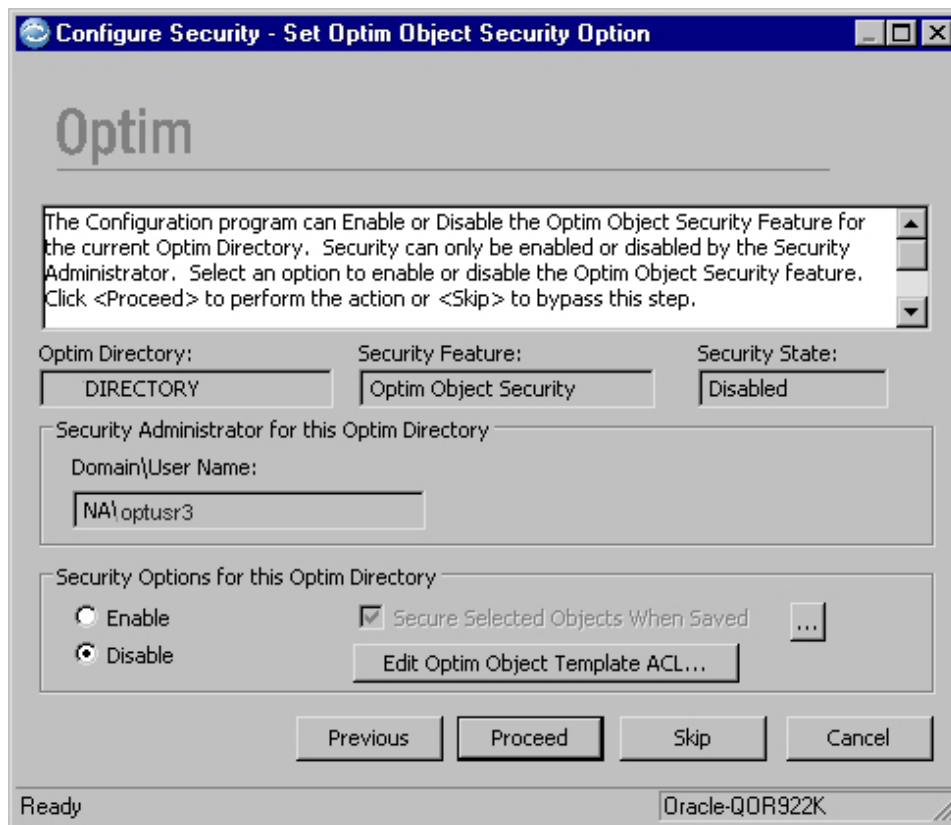 Configure Security - Set Optim Object Security Option
Optim
The Configuration program can Enable or Disable the Optim Object Security Feature for
the current Optim Directory. Security can only be enabled or disabled by the Security
Administrator. Select an option to enable or disable the Optim Object Security feature.
Click <Proceed> to perform the action or <Skip> to bypass this step.
Optim Directory: Security Feature: Security State:
DIRECTORY Optim Object Security Disabled
Security Administrator for this Optim Directory
Domain\User Name:
NA\optusr3
Security Options for this Optim Directory
Enable Secure Selected Objects When Saved ...
Disable Edit Optim Object Template ACL...
Previous Proceed Skip Cancel
Ready Oracle-QOR922K